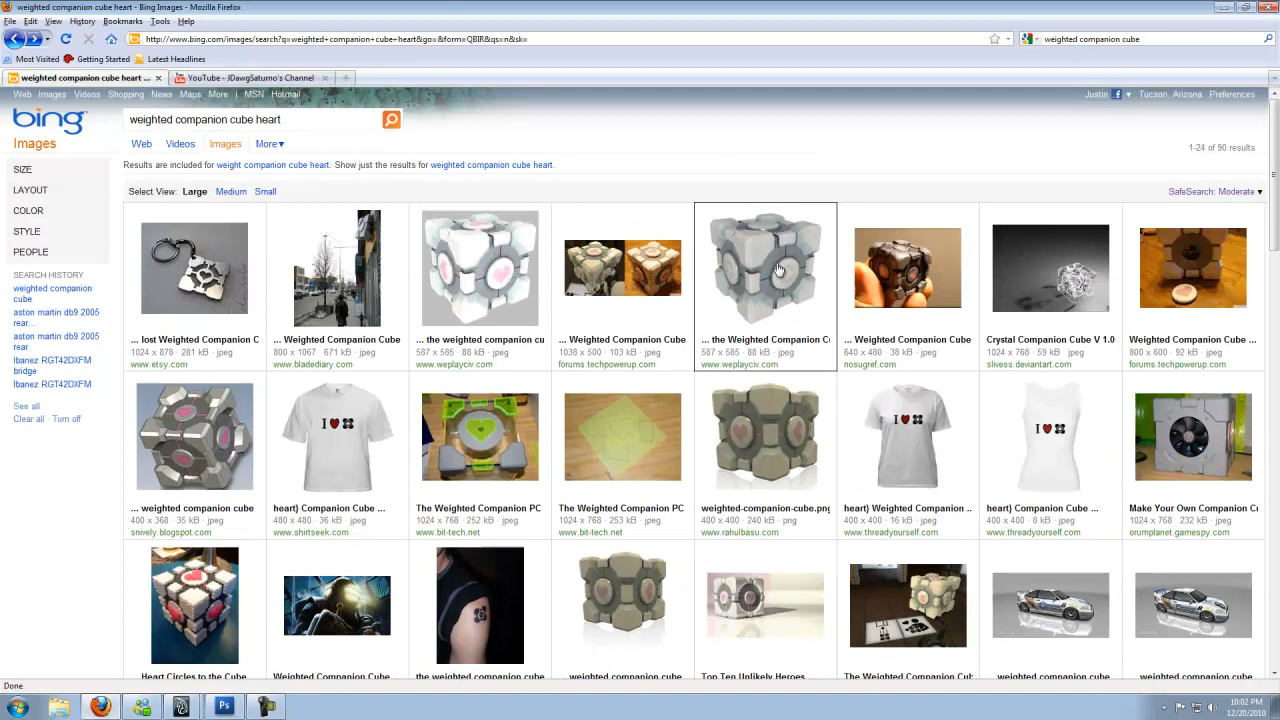 weighted companion cube heart - Bing Images - Mozilla Firefox
File Edit View History Bookmarks Tools Help
http://www.bing.com/images/search?q=weighted+companion+cube+heart&go=&form=QBIR&qs=n&sk=
weighted companion cube
Most Visited Getting Started Latest Headlines
weighted companion cube heart ... YouTube - JDawgSaturno's Channel
Web Images Videos Shopping News Maps More | MSN Hotmail
Justin Tucson, Arizona Preferences
bing
Images
weighted companion cube heart
Web Videos Images More▾
1-24 of 90 results
Results are included for weight companion cube heart. Show just the results for weighted companion cube heart.
Select View: Large Medium Small
SafeSearch: Moderate ▾
SIZE
LAYOUT
COLOR
STYLE
PEOPLE
SEARCH HISTORY
weighted companion
cube
aston martin db9 2005
rear...
aston martin db9 2005
rear
Ibanez RGT42DXFM
bridge
Ibanez RGT42DXFM
See all
Clear all · Turn off
... lost Weighted Companion C ... Weighted Companion Cube ... the weighted companion cu ... Weighted Companion Cube ... the Weighted Companion Cu ... Weighted Companion Cube Crystal Companion Cube V 1.0 Weighted Companion Cube ...
1024 x 878 · 281 kB · jpeg 800 x 1067 · 671 kB · jpeg 587 x 585 · 88 kB · jpeg 1038 x 500 · 103 kB · jpeg 587 x 585 · 88 kB · jpeg 640 x 480 · 38 kB · jpeg 1024 x 768 · 59 kB · jpeg 800 x 600 · 92 kB · jpeg
www.etsy.com www.bladediary.com www.weplayciv.com forums.techpowerup.com www.weplayciv.com nosugref.com slivess.deviantart.com forums.techpowerup.com
I I I
... weighted companion cube heart} Companion Cube ... The Weighted Companion PC The Weighted Companion PC weighted-companion-cube.png heart} Weighted Companion .. heart} Companion Cube ... Make Your Own Companion Cu
400 x 368 · 35 kB · jpeg 480 x 480 · 36 kB · jpeg 1024 x 768 · 252 kB · jpeg 1024 x 768 · 253 kB · jpeg 400 x 400 · 240 kB · png 400 x 400 · 16 kB · jpeg 400 x 400 · 8 kB · jpeg 1024 x 768 · 232 kB · jpeg
snively.blogspot.com www.shirtseek.com www.bit-tech.net www.bit-tech.net www.rahulbasu.com www.threadyourself.com www.threadyourself.com orumplanet.gamespy.com
Heart Circles to the Cube Weighted Companion Cube the weighted companion cube weighted companion cube Top Ten Unlikely Heroes The Weighted Companion Cub weighted companion cube weighted companion cube
Done
10:02 PM
12/20/2010